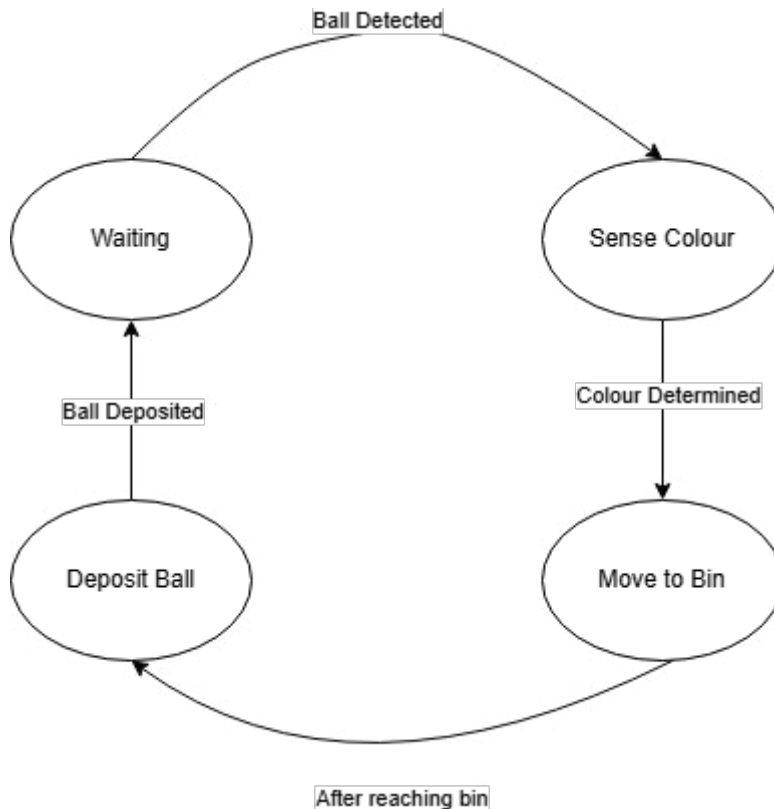 Ball Detected
Waiting
Sense Colour
Ball Deposited
Colour Determined
Deposit Ball
Move to Bin
After reaching bin